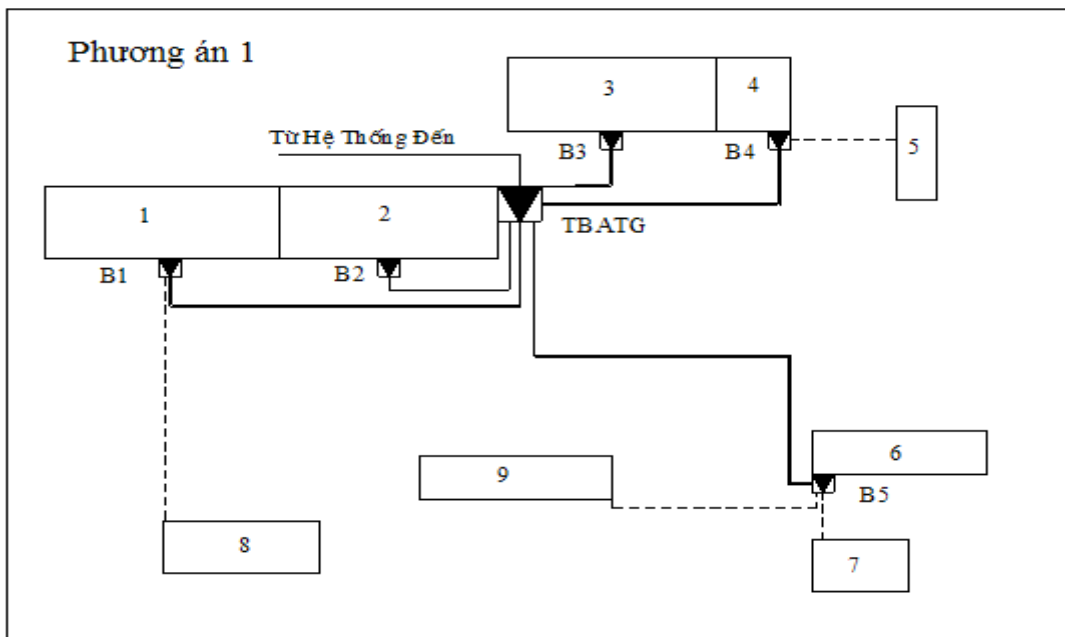 Phương án 1
3
4
Từ Hệ Thống Đến
B3
B4
5
1
2
TBATG
B1
B2
6
9
B5
8
7